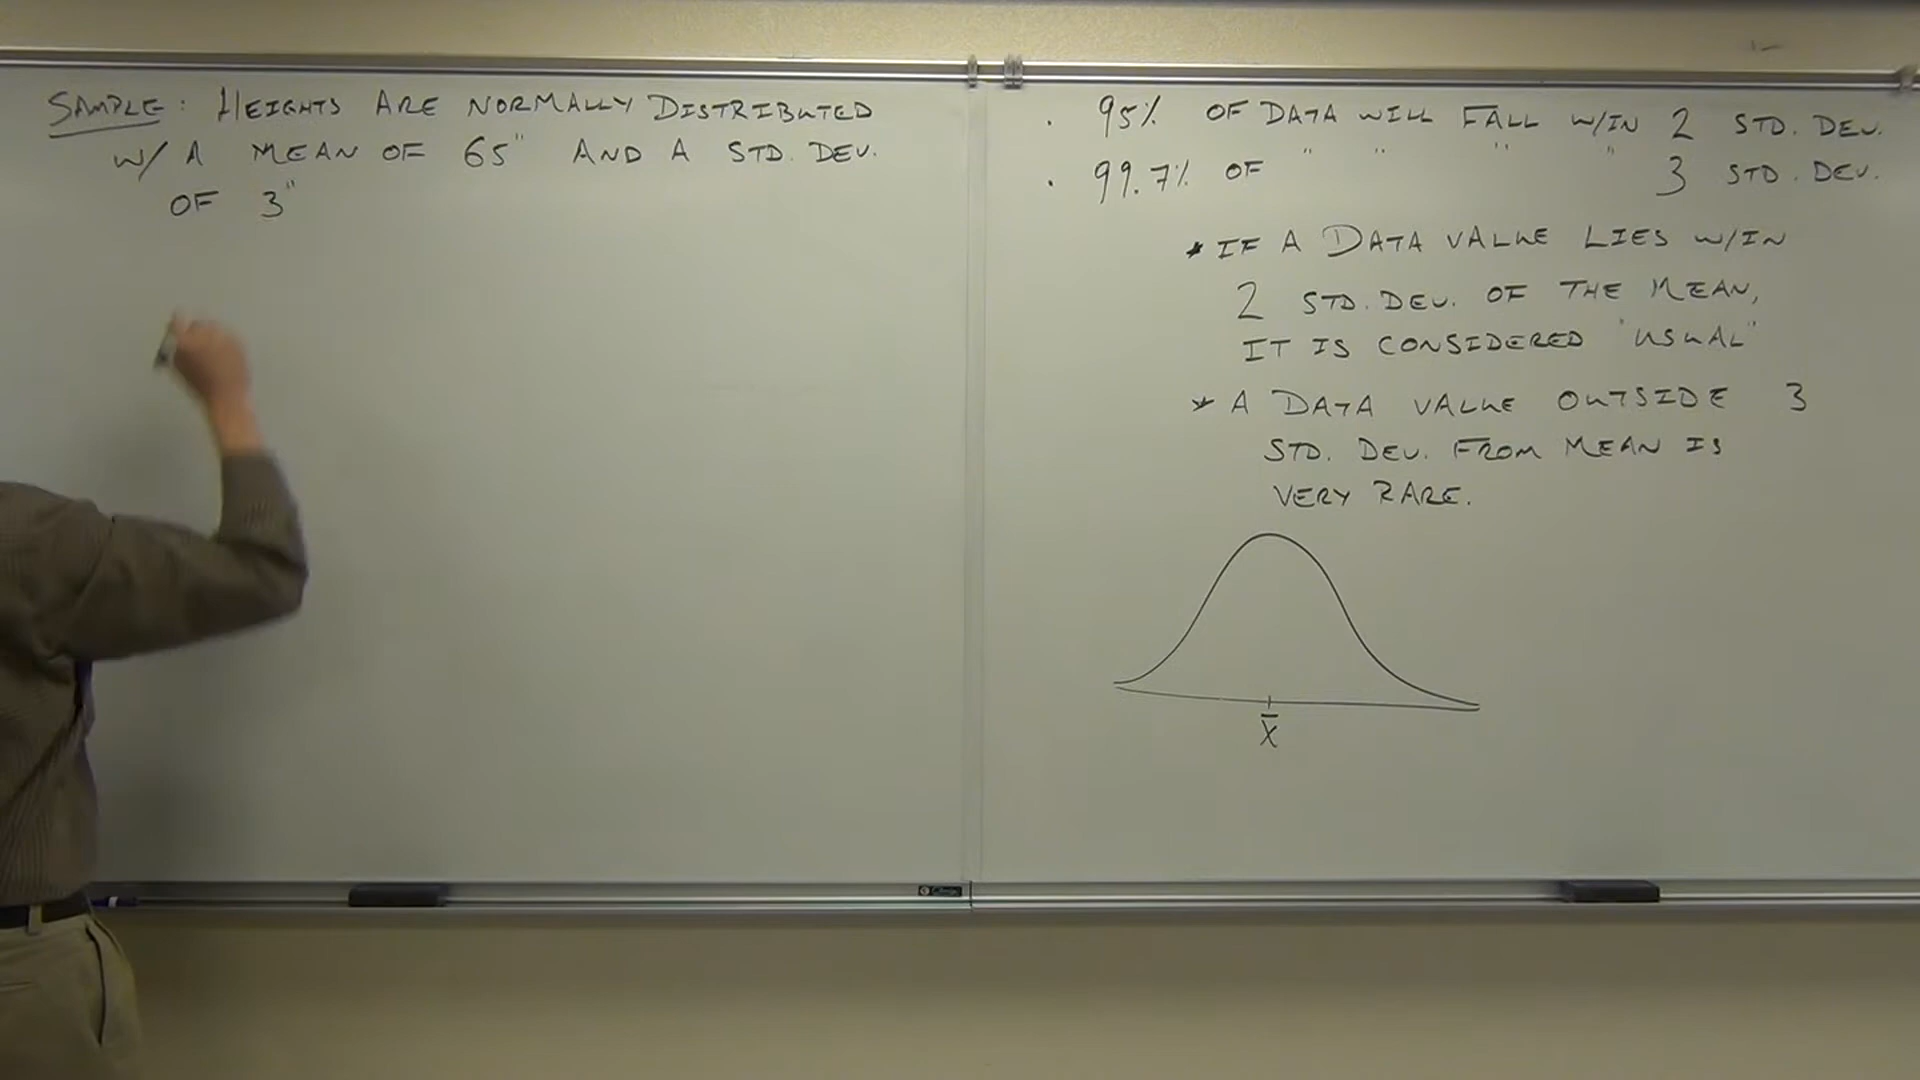 SAMPLE: HEIGHTS ARE NORMALLY DISTRIBUTED
W/ A MEAN OF 65" AND A STD. DEV.
OF 3"
· 95% OF DATA WILL FALL W/IN 2 STD. DEV.
· 99.7% OF " " " " 3 STD. DEV.
* IF A DATA VALUE LIES W/IN
2 STD. DEV. OF THE MEAN,
IT IS CONSIDERED "USUAL"
* A DATA VALUE OUTSIDE 3
STD. DEV. FROM MEAN IS
VERY RARE.
x̄